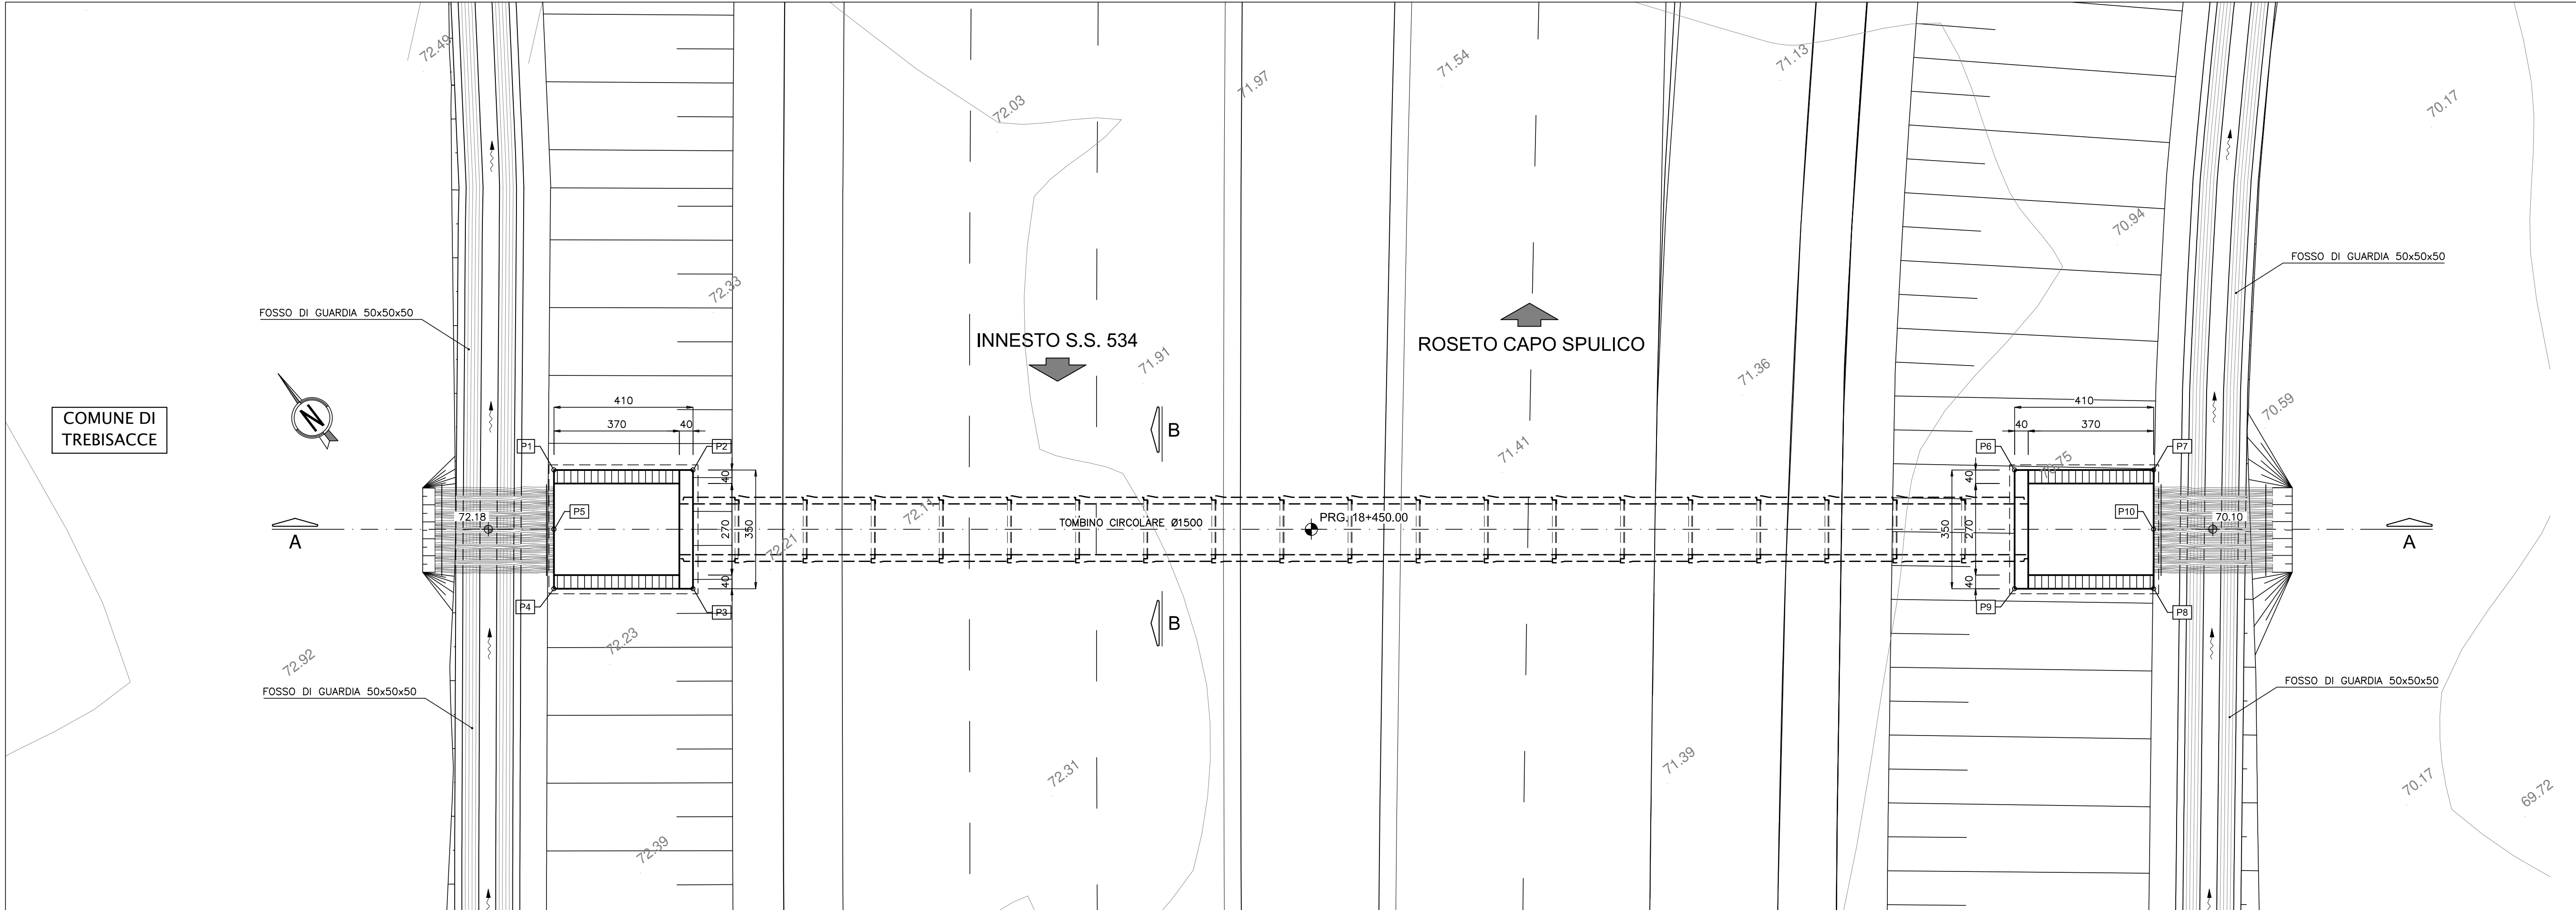 72.49
72.03
71.97
71.54
71.13
70.17
70.94
72.33
FOSSO DI GUARDIA 50x50x50
FOSSO DI GUARDIA 50x50x50
INNESTO S.S. 534
ROSETO CAPO SPULICO
71.91
71.36
70.59
N
COMUNE DI
TREBISACCE
410
370
40
P1
P2
40
270
350
40
P5
P4
P3
B
B
71.41
410
40
370
P6
P7
40
350
270
40
P10
P9
P8
72.18
A
72.11
72.21
TOMBINO CIRCOLARE Ø1500
PRG. 18+450.00
70.10
A
72.92
72.23
FOSSO DI GUARDIA 50x50x50
FOSSO DI GUARDIA 50x50x50
72.31
71.39
70.17
69.72
72.39